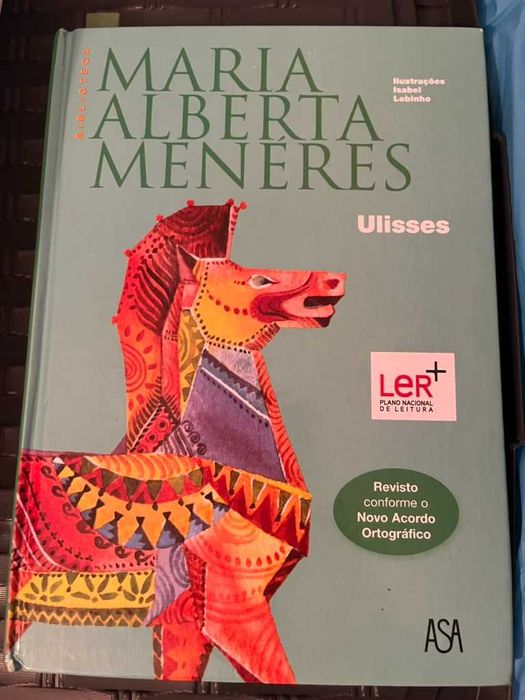 BIBLIOTECA
MARIA
ALBERTA
MENÉRES
Ilustrações
Isabel
Lobinho
Ulisses
LeR+
PLANO NACIONAL
DE LEITURA
Revisto
conforme o
Novo Acordo
Ortográfico
ASA